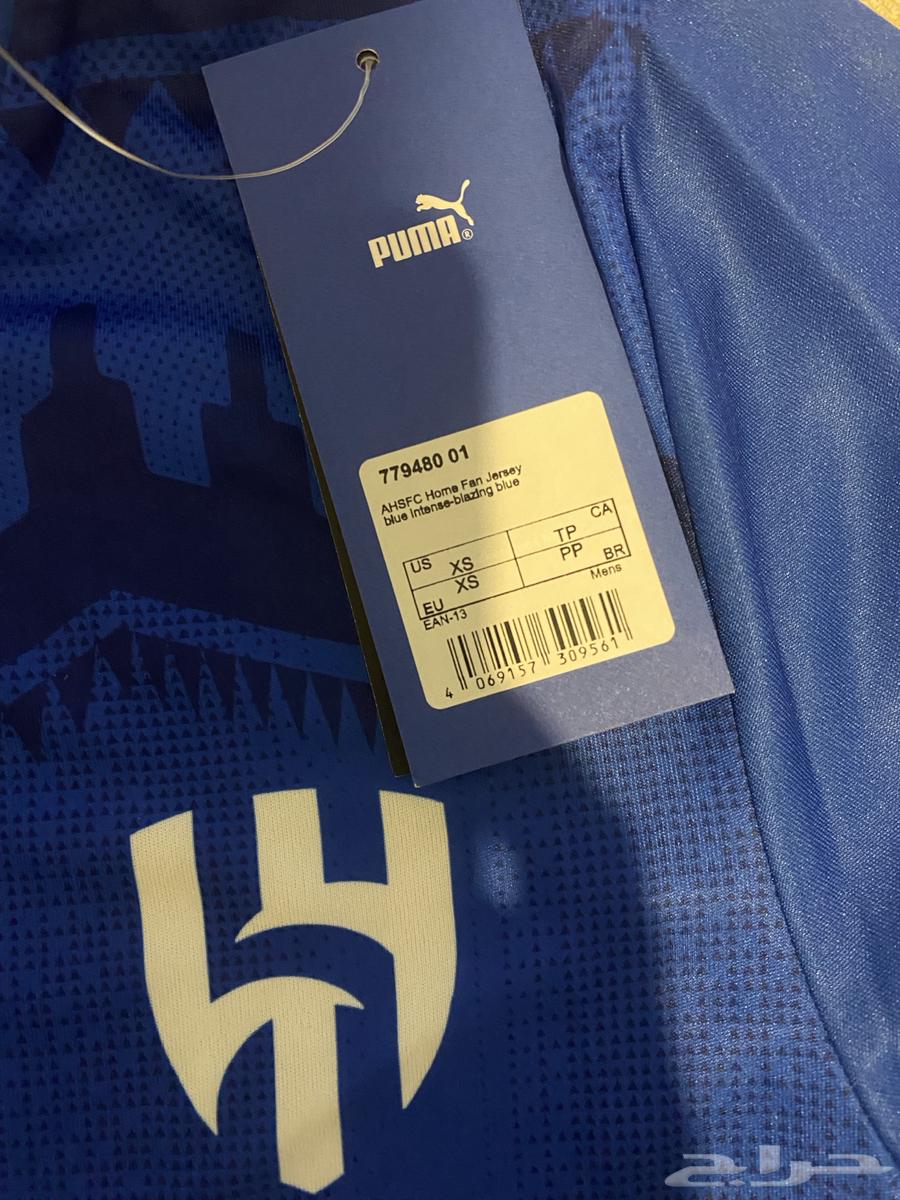 PUMA®
779480 01
AHSFC Home Fan Jersey
blue intense-blazing blue
US XS TP CA
EU XS PP BR
EAN-13 Mens
4 069157 309561
حراج